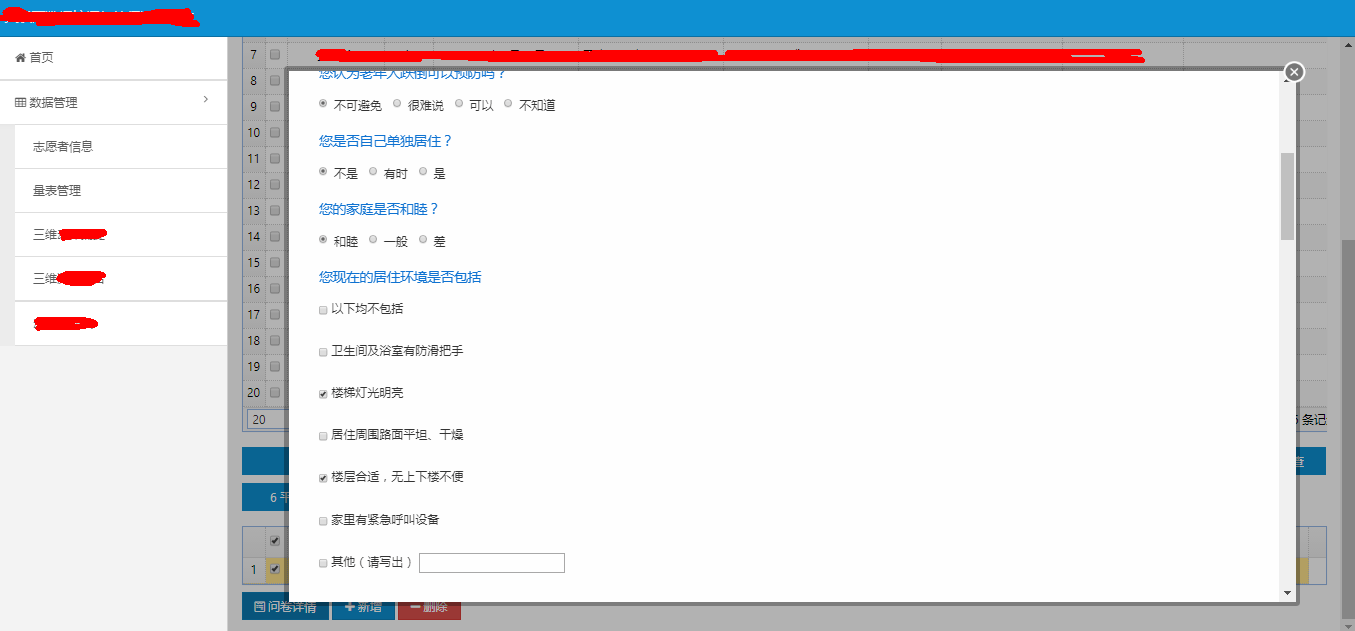 首页
数据管理
志愿者信息
量表管理
三维
三维
7
8
9
10
11
12
13
14
15
16
17
18
19
20
20
条记
查
6 平
1
问卷详情
新增
删除
您认为老年人跌倒可以预防吗？
不可避免 很难说 可以 不知道
您是否自己单独居住？
不是 有时 是
您的家庭是否和睦？
和睦 一般 差
您现在的居住环境是否包括
以下均不包括
卫生间及浴室有防滑把手
楼梯灯光明亮
居住周围路面平坦、干燥
楼层合适，无上下楼不便
家里有紧急呼叫设备
其他（请写出）